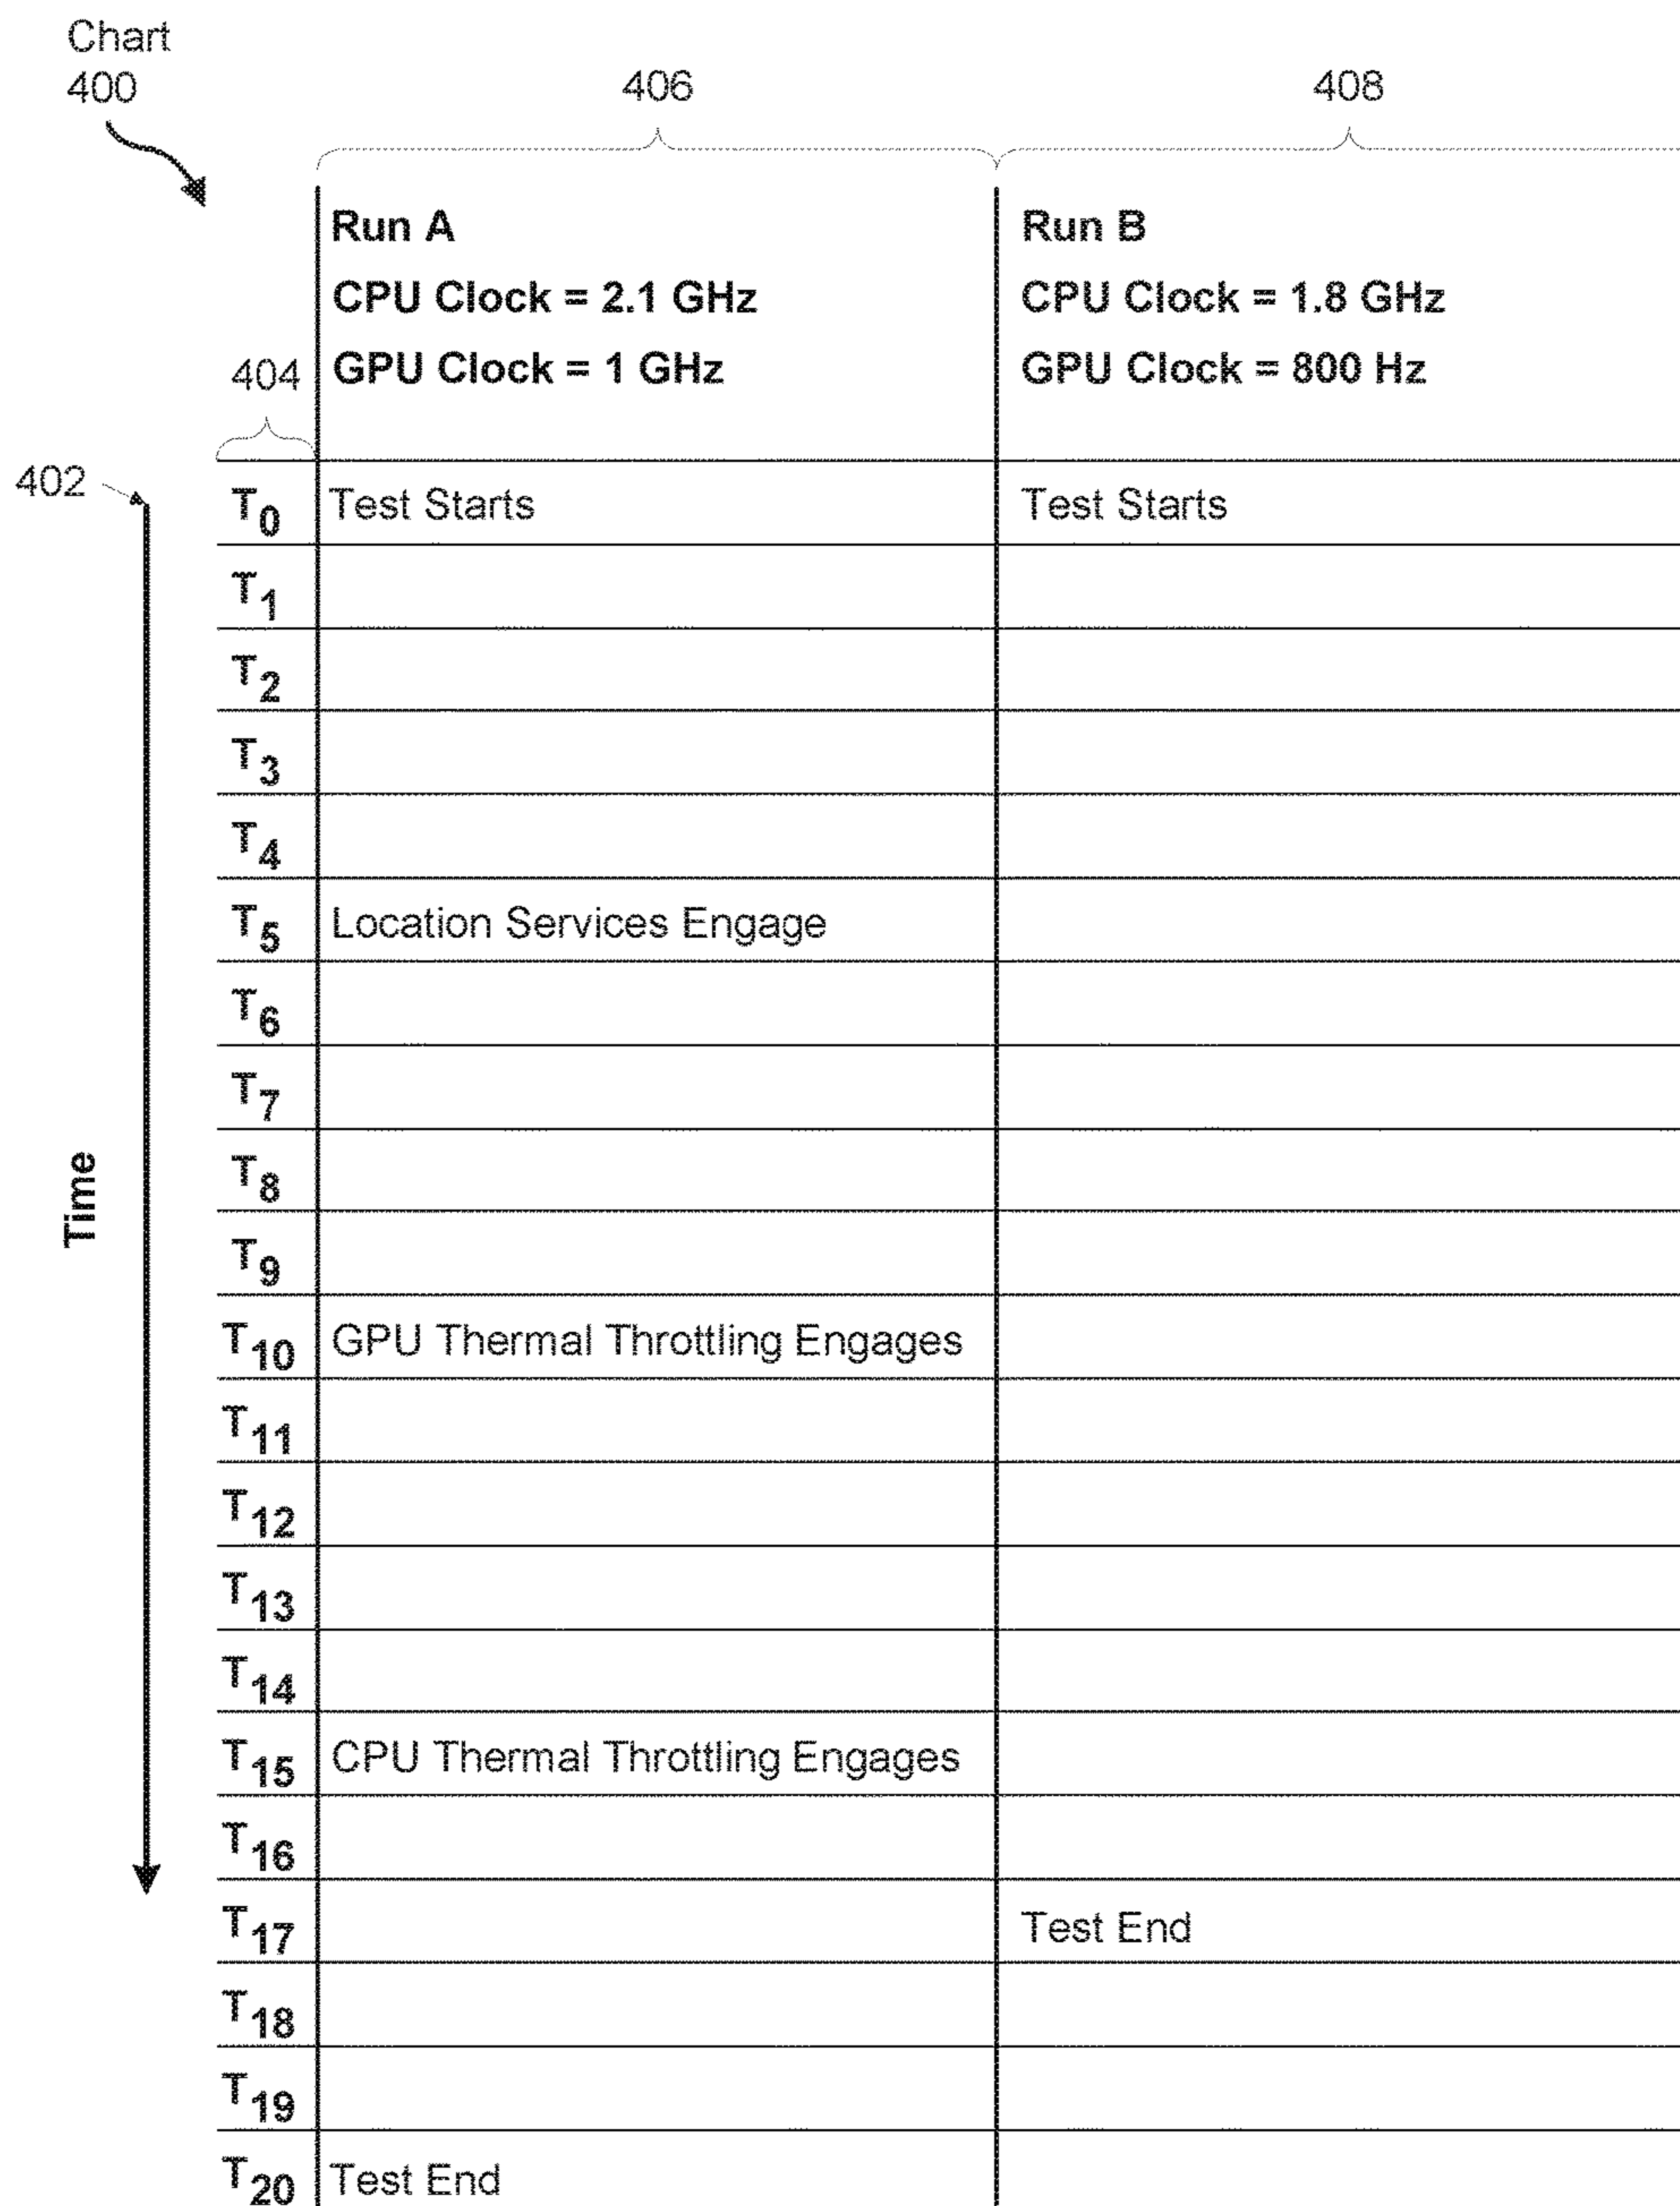 Chart
400
406
408
Run A
CPU Clock = 2.1 GHz
GPU Clock = 1 GHz
Run B
CPU Clock = 1.8 GHz
GPU Clock = 800 Hz
404
402
Time
T0 Test Starts Test Starts
T1
T2
T3
T4
T5 Location Services Engage
T6
T7
T8
T9
T10 GPU Thermal Throttling Engages
T11
T12
T13
T14
T15 CPU Thermal Throttling Engages
T16
T17 Test End
T18
T19
T20 Test End